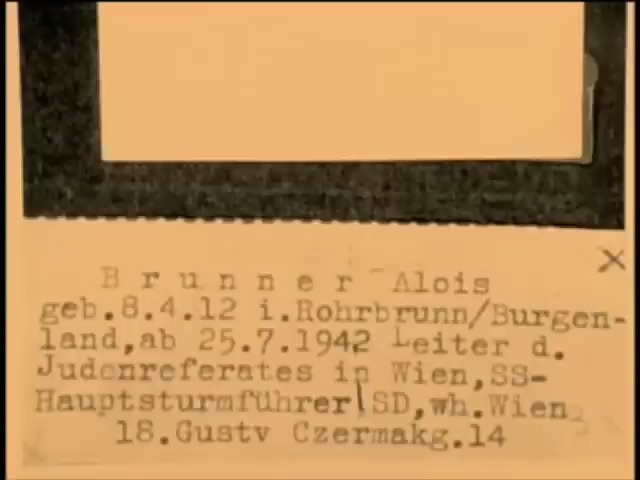 X
Brunner Alois
geb.8.4.12 i.Rohrbrunn/Burgen-
land,ab 25.7.1942 Leiter d.
Judenreferates in Wien,SS-
Hauptsturmführer,SD,wh.Wien
18.Gustv Czermakg.14